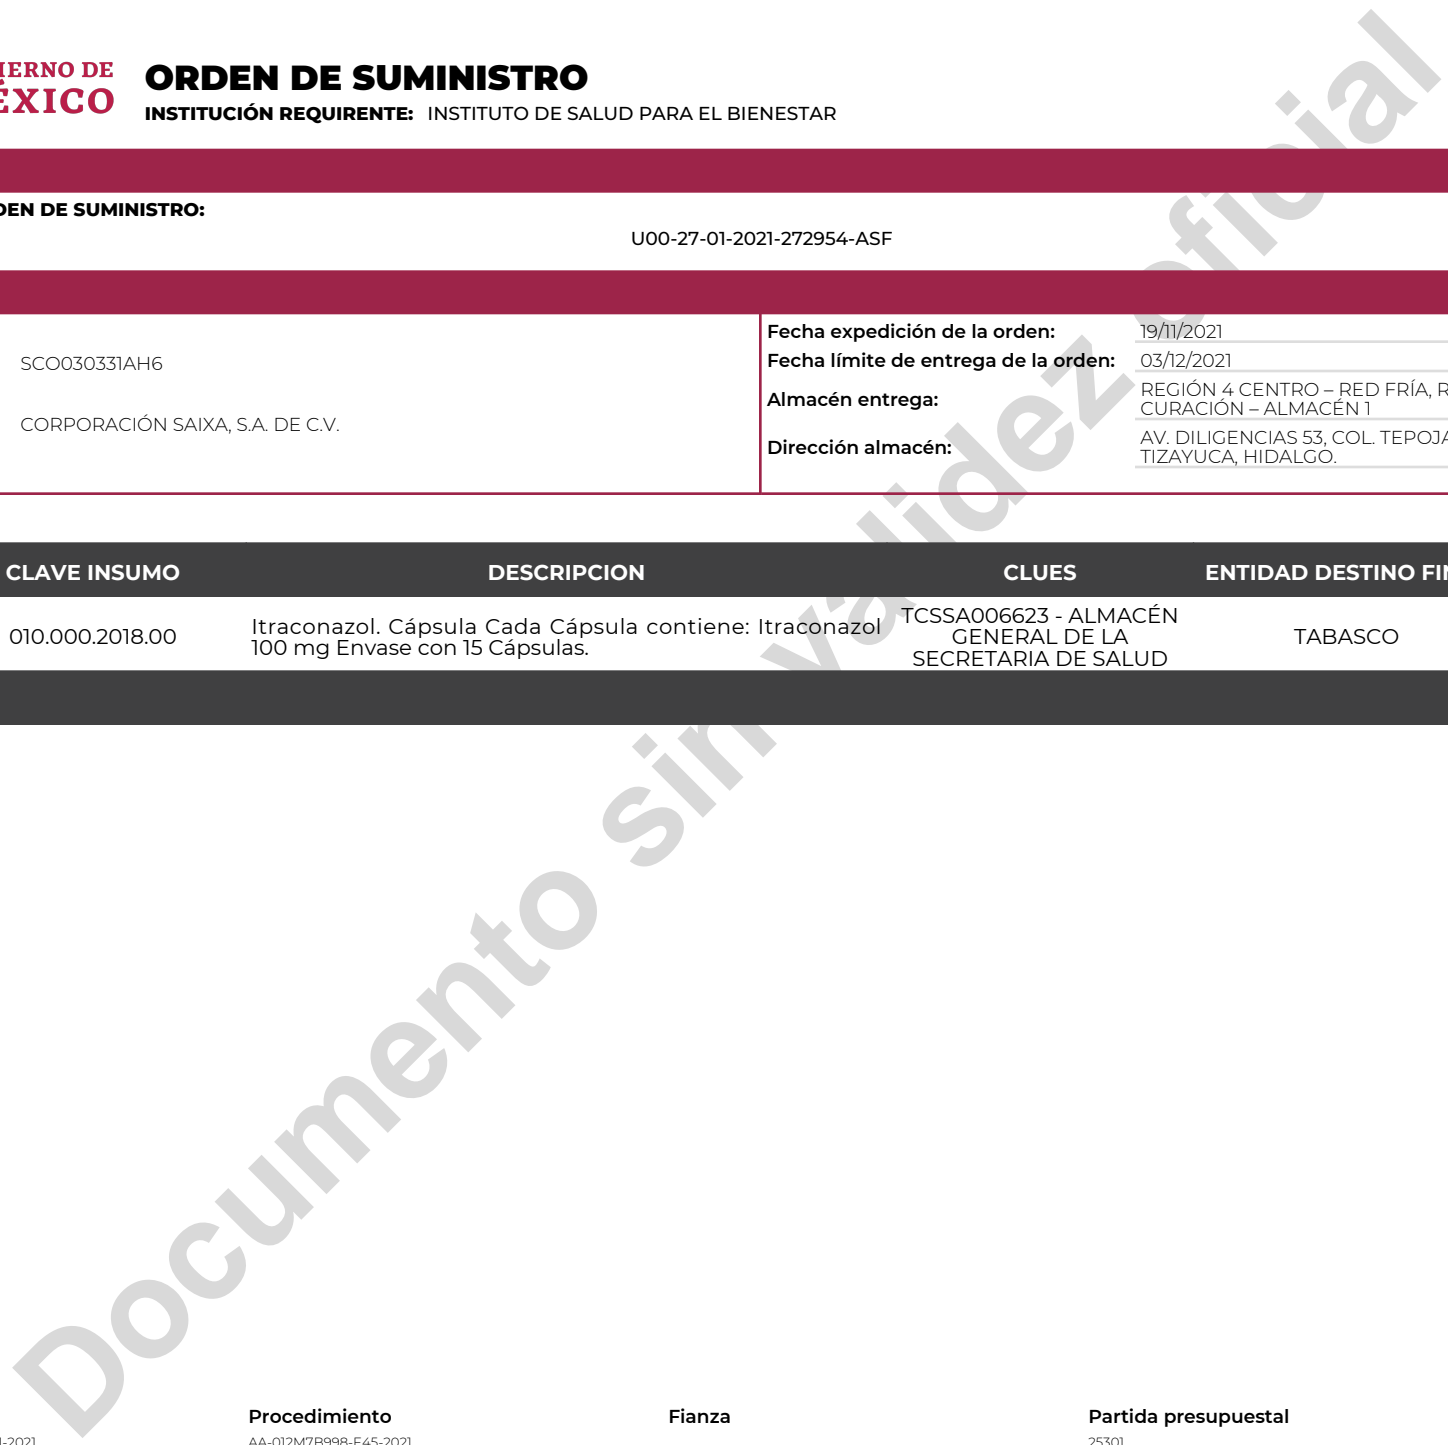 ORDEN DE SUMINISTRO
INSTITUCIÓN REQUIRENTE: INSTITUTO DE SALUD PARA EL BIENESTAR
IERNO DE
ÉXICO
DEN DE SUMINISTRO:
U00-27-01-2021-272954-ASF
SCO030331AH6
CORPORACIÓN SAIXA, S.A. DE C.V.
Fecha expedición de la orden: 19/11/2021
Fecha límite de entrega de la orden: 03/12/2021
Almacén entrega: REGIÓN 4 CENTRO – RED FRÍA, R
CURACIÓN – ALMACÉN 1
Dirección almacén: AV. DILIGENCIAS 53, COL. TEPOJA
TIZAYUCA, HIDALGO.
CLAVE INSUMO DESCRIPCION CLUES ENTIDAD DESTINO FIN
010.000.2018.00
Itraconazol. Cápsula Cada Cápsula contiene: Itraconazol
100 mg Envase con 15 Cápsulas.
TCSSA006623 - ALMACÉN
GENERAL DE LA
SECRETARIA DE SALUD
TABASCO
Documento sin validez oficial
Procedimiento Fianza Partida presupuestal
-2021 AA-012M7B998-E45-2021 25301